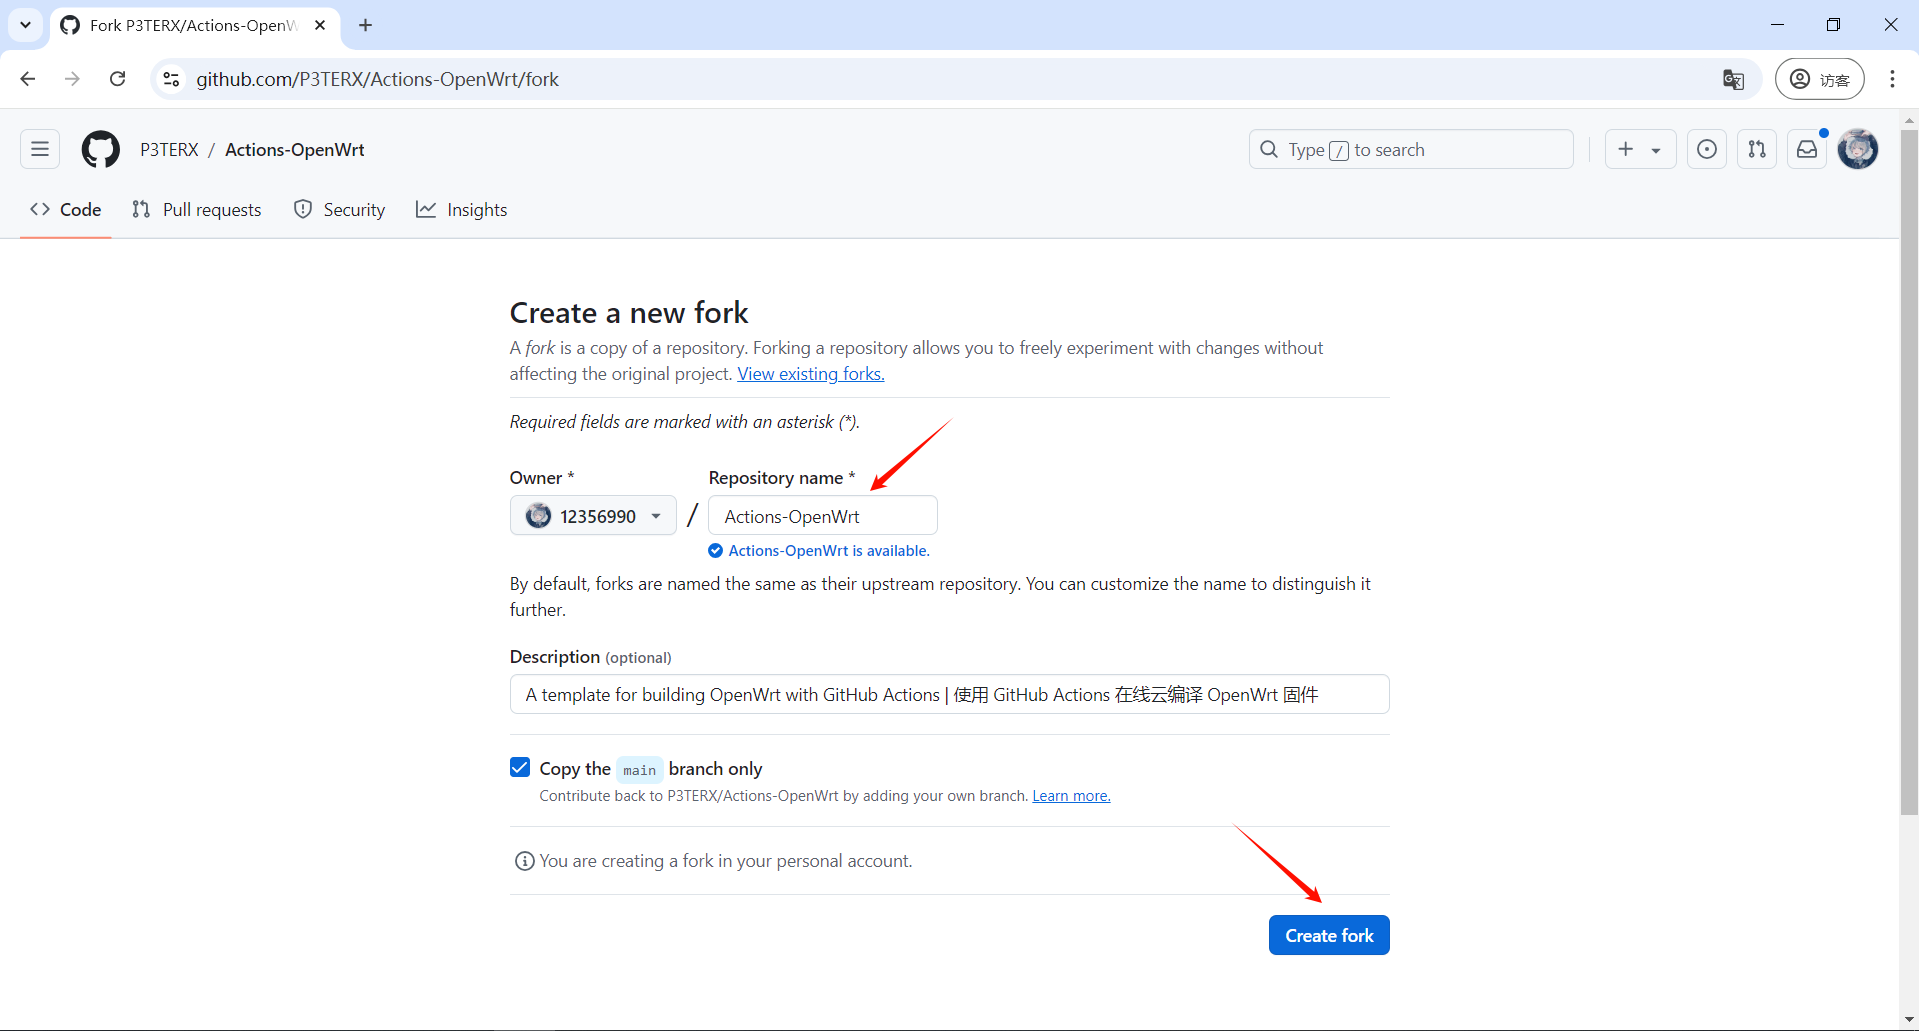 Fork P3TERX/Actions-OpenW
github.com/P3TERX/Actions-OpenWrt/fork
访客
P3TERX / Actions-OpenWrt
Type / to search
Code Pull requests Security Insights
Create a new fork
A fork is a copy of a repository. Forking a repository allows you to freely experiment with changes without
affecting the original project. View existing forks.
Required fields are marked with an asterisk (*).
Owner * Repository name *
12356990 / Actions-OpenWrt
Actions-OpenWrt is available.
By default, forks are named the same as their upstream repository. You can customize the name to distinguish it
further.
Description (optional)
A template for building OpenWrt with GitHub Actions | 使用 GitHub Actions 在线云编译 OpenWrt 固件
Copy the main branch only
Contribute back to P3TERX/Actions-OpenWrt by adding your own branch. Learn more.
You are creating a fork in your personal account.
Create fork